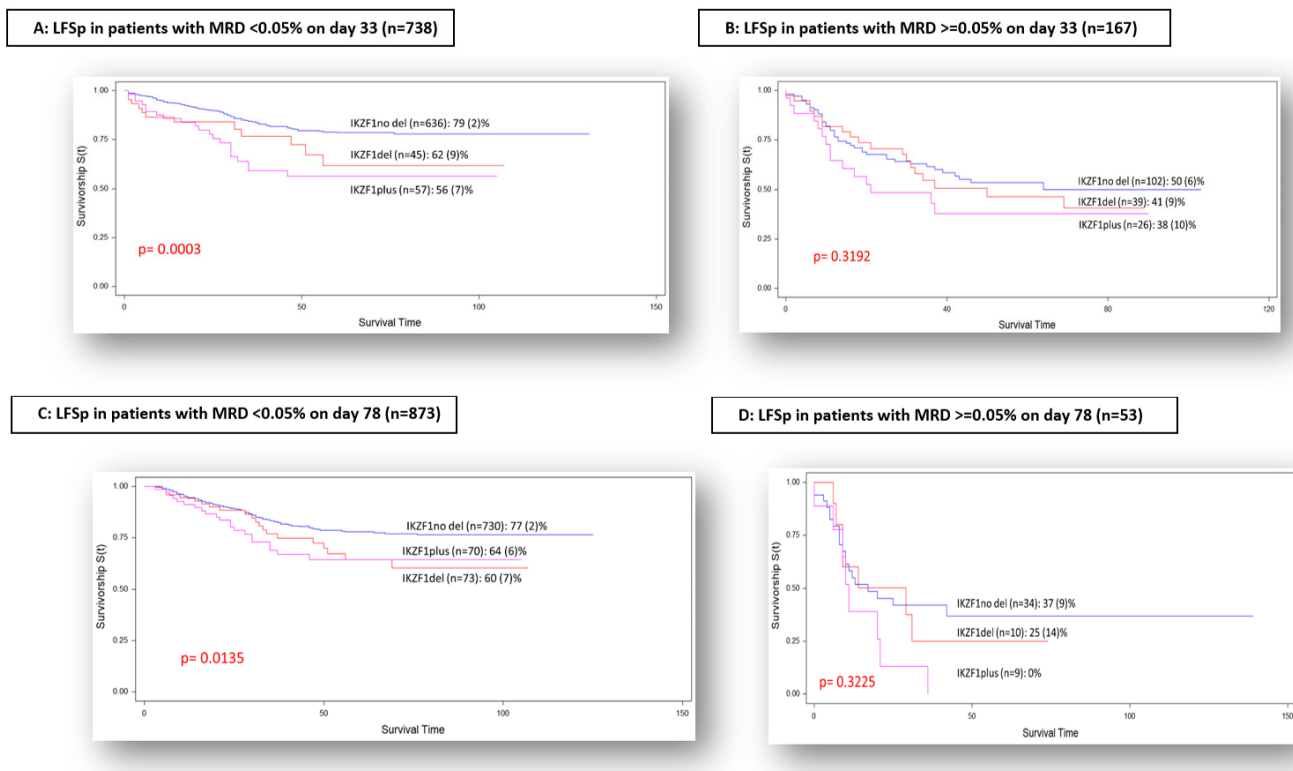 A: LFSp in patients with MRD <0.05% on day 33 (n=738)
1.00
0.75
0.50
0.25
0.00
Survivorship S(t)
IKZF1no del (n=636): 79 (2)%
IKZF1del (n=45): 62 (9)%
IKZF1plus (n=57): 56 (7)%
p= 0.0003
0
50
100
150
Survival Time
B: LFSp in patients with MRD >=0.05% on day 33 (n=167)
1.00
0.75
0.50
0.25
0.00
Survivorship S(t)
IKZF1no del (n=102): 50 (6)%
IKZF1del (n=39): 41 (9)%
IKZF1plus (n=26): 38 (10)%
p= 0.3192
0
40
80
120
Survival Time
C: LFSp in patients with MRD <0.05% on day 78 (n=873)
1.00
0.75
0.50
0.25
0.00
Survivorship S(t)
IKZF1no del (n=730): 77 (2)%
IKZF1plus (n=70): 64 (6)%
IKZF1del (n=73): 60 (7)%
p= 0.0135
0
50
100
150
Survival Time
D: LFSp in patients with MRD >=0.05% on day 78 (n=53)
1.00
0.75
0.50
0.25
0.00
Survivorship S(t)
IKZF1no del (n=34): 37 (9)%
IKZF1del (n=10): 25 (14)%
IKZF1plus (n=9): 0%
p= 0.3225
0
50
100
150
Survival Time